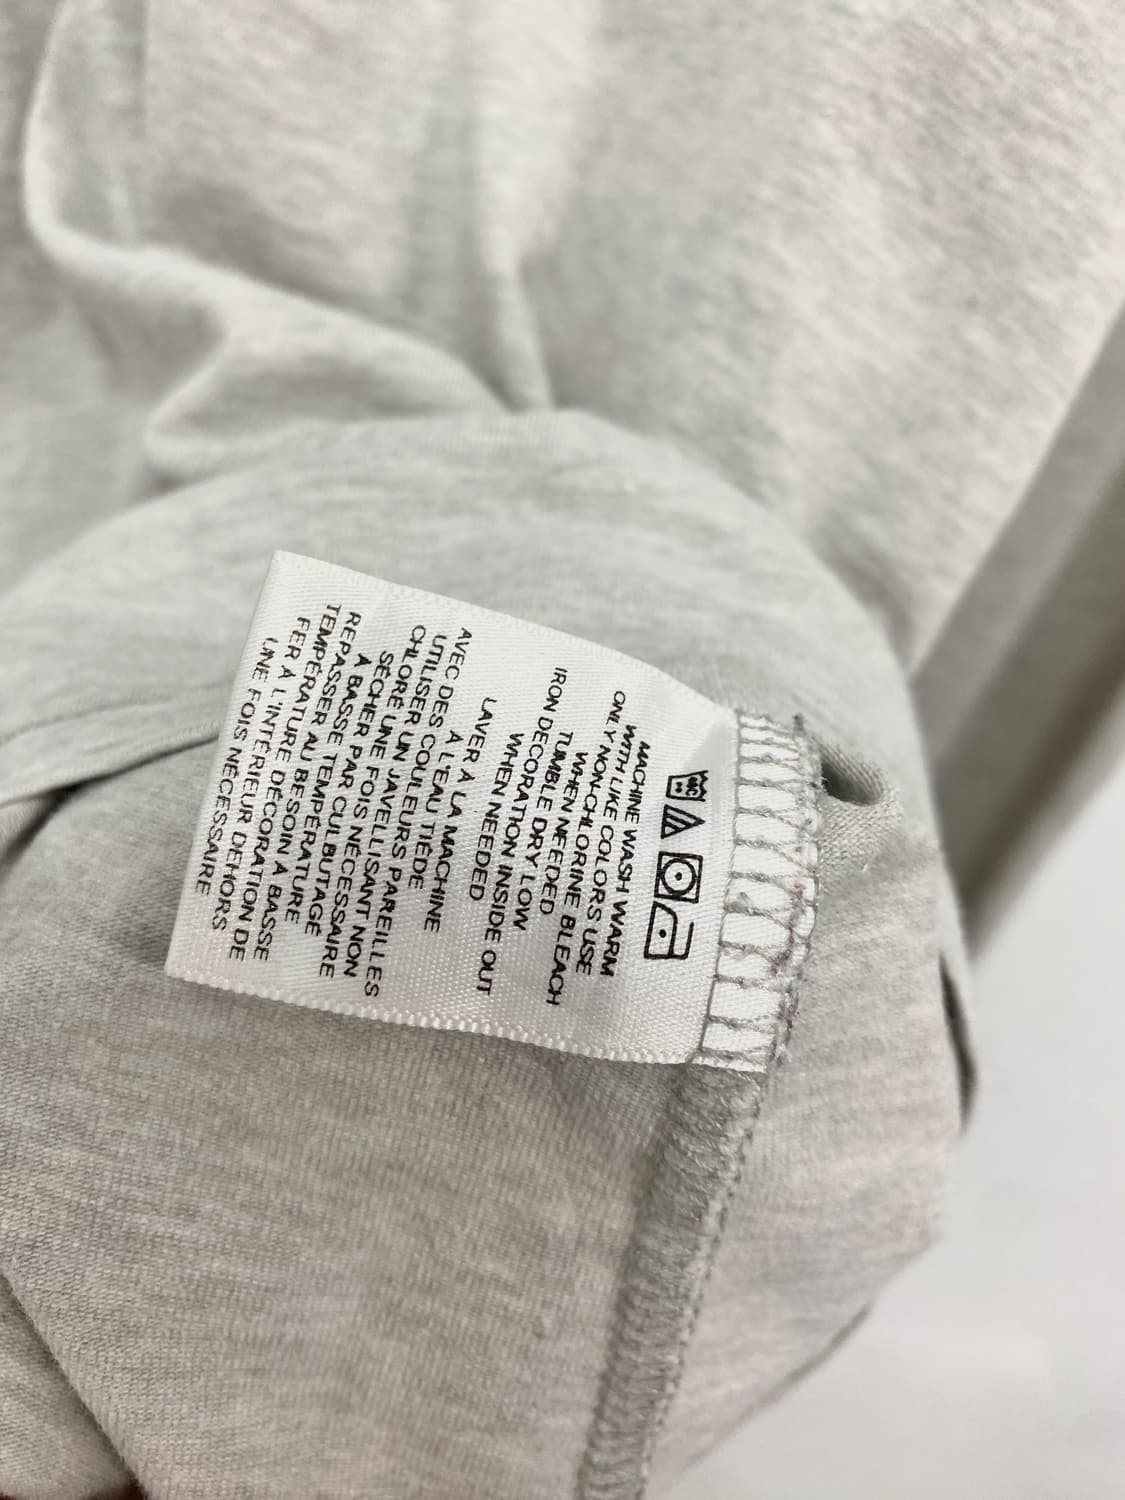 MACHINE WASH WARM
WITH LIKE COLORS USE
ONLY NON-CHLORINE BLEACH
WHEN NEEDED
TUMBLE DRY LOW
IRON DECORATION INSIDE OUT
WHEN NEEDED
LAVER À LA MACHINE
À L'EAU TIÈDE
AVEC DES COULEURS PAREILLES
UTILISER UN JAVELLISANT NON
CHLORÉ UNE FOIS NÉCESSAIRE
SÉCHER PAR CULBUTAGE
À BASSE TEMPÉRATURE
REPASSER AU BESOIN À BASSE
TEMPÉRATURE DÉCORATION DE
FER À L'INTÉRIEUR DEHORS
UNE FOIS NÉCESSAIRE